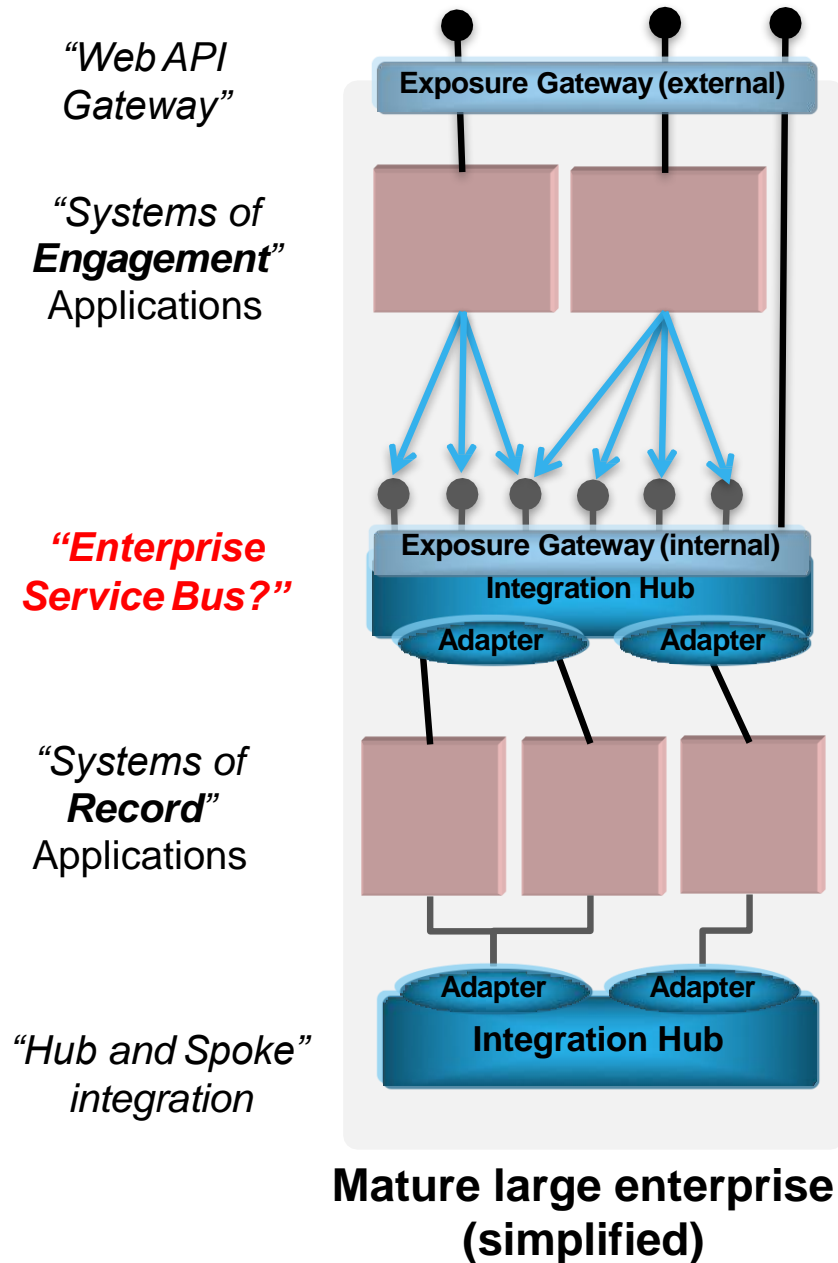 “Web API
Gateway”
Exposure Gateway (external)
“Systems of
Engagement”
Applications
“Enterprise
Service Bus?”
Exposure Gateway (internal)
Integration Hub
Adapter
Adapter
“Systems of
Record”
Applications
Adapter
Adapter
Integration Hub
“Hub and Spoke”
integration
Mature large enterprise
(simplified)